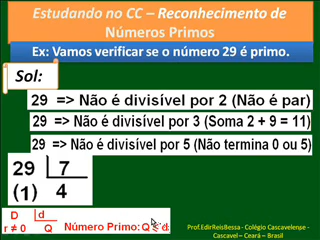 Estudando no CC – Reconhecimento de
Números Primos
Ex: Vamos verificar se o número 29 é primo.
Sol:
29 => Não é divisível por 2 (Não é par)
29 => Não é divisível por 3 (Soma 2 + 9 = 11)
29 => Não é divisível por 5 (Não termina 0 ou 5)
29 7
(1) 4
D d
r ≠ 0 Q
Número Primo: Q ≤ d
Prof.EdirReisBessa - Colégio Cascavelense -
Cascavel – Ceará – Brasil